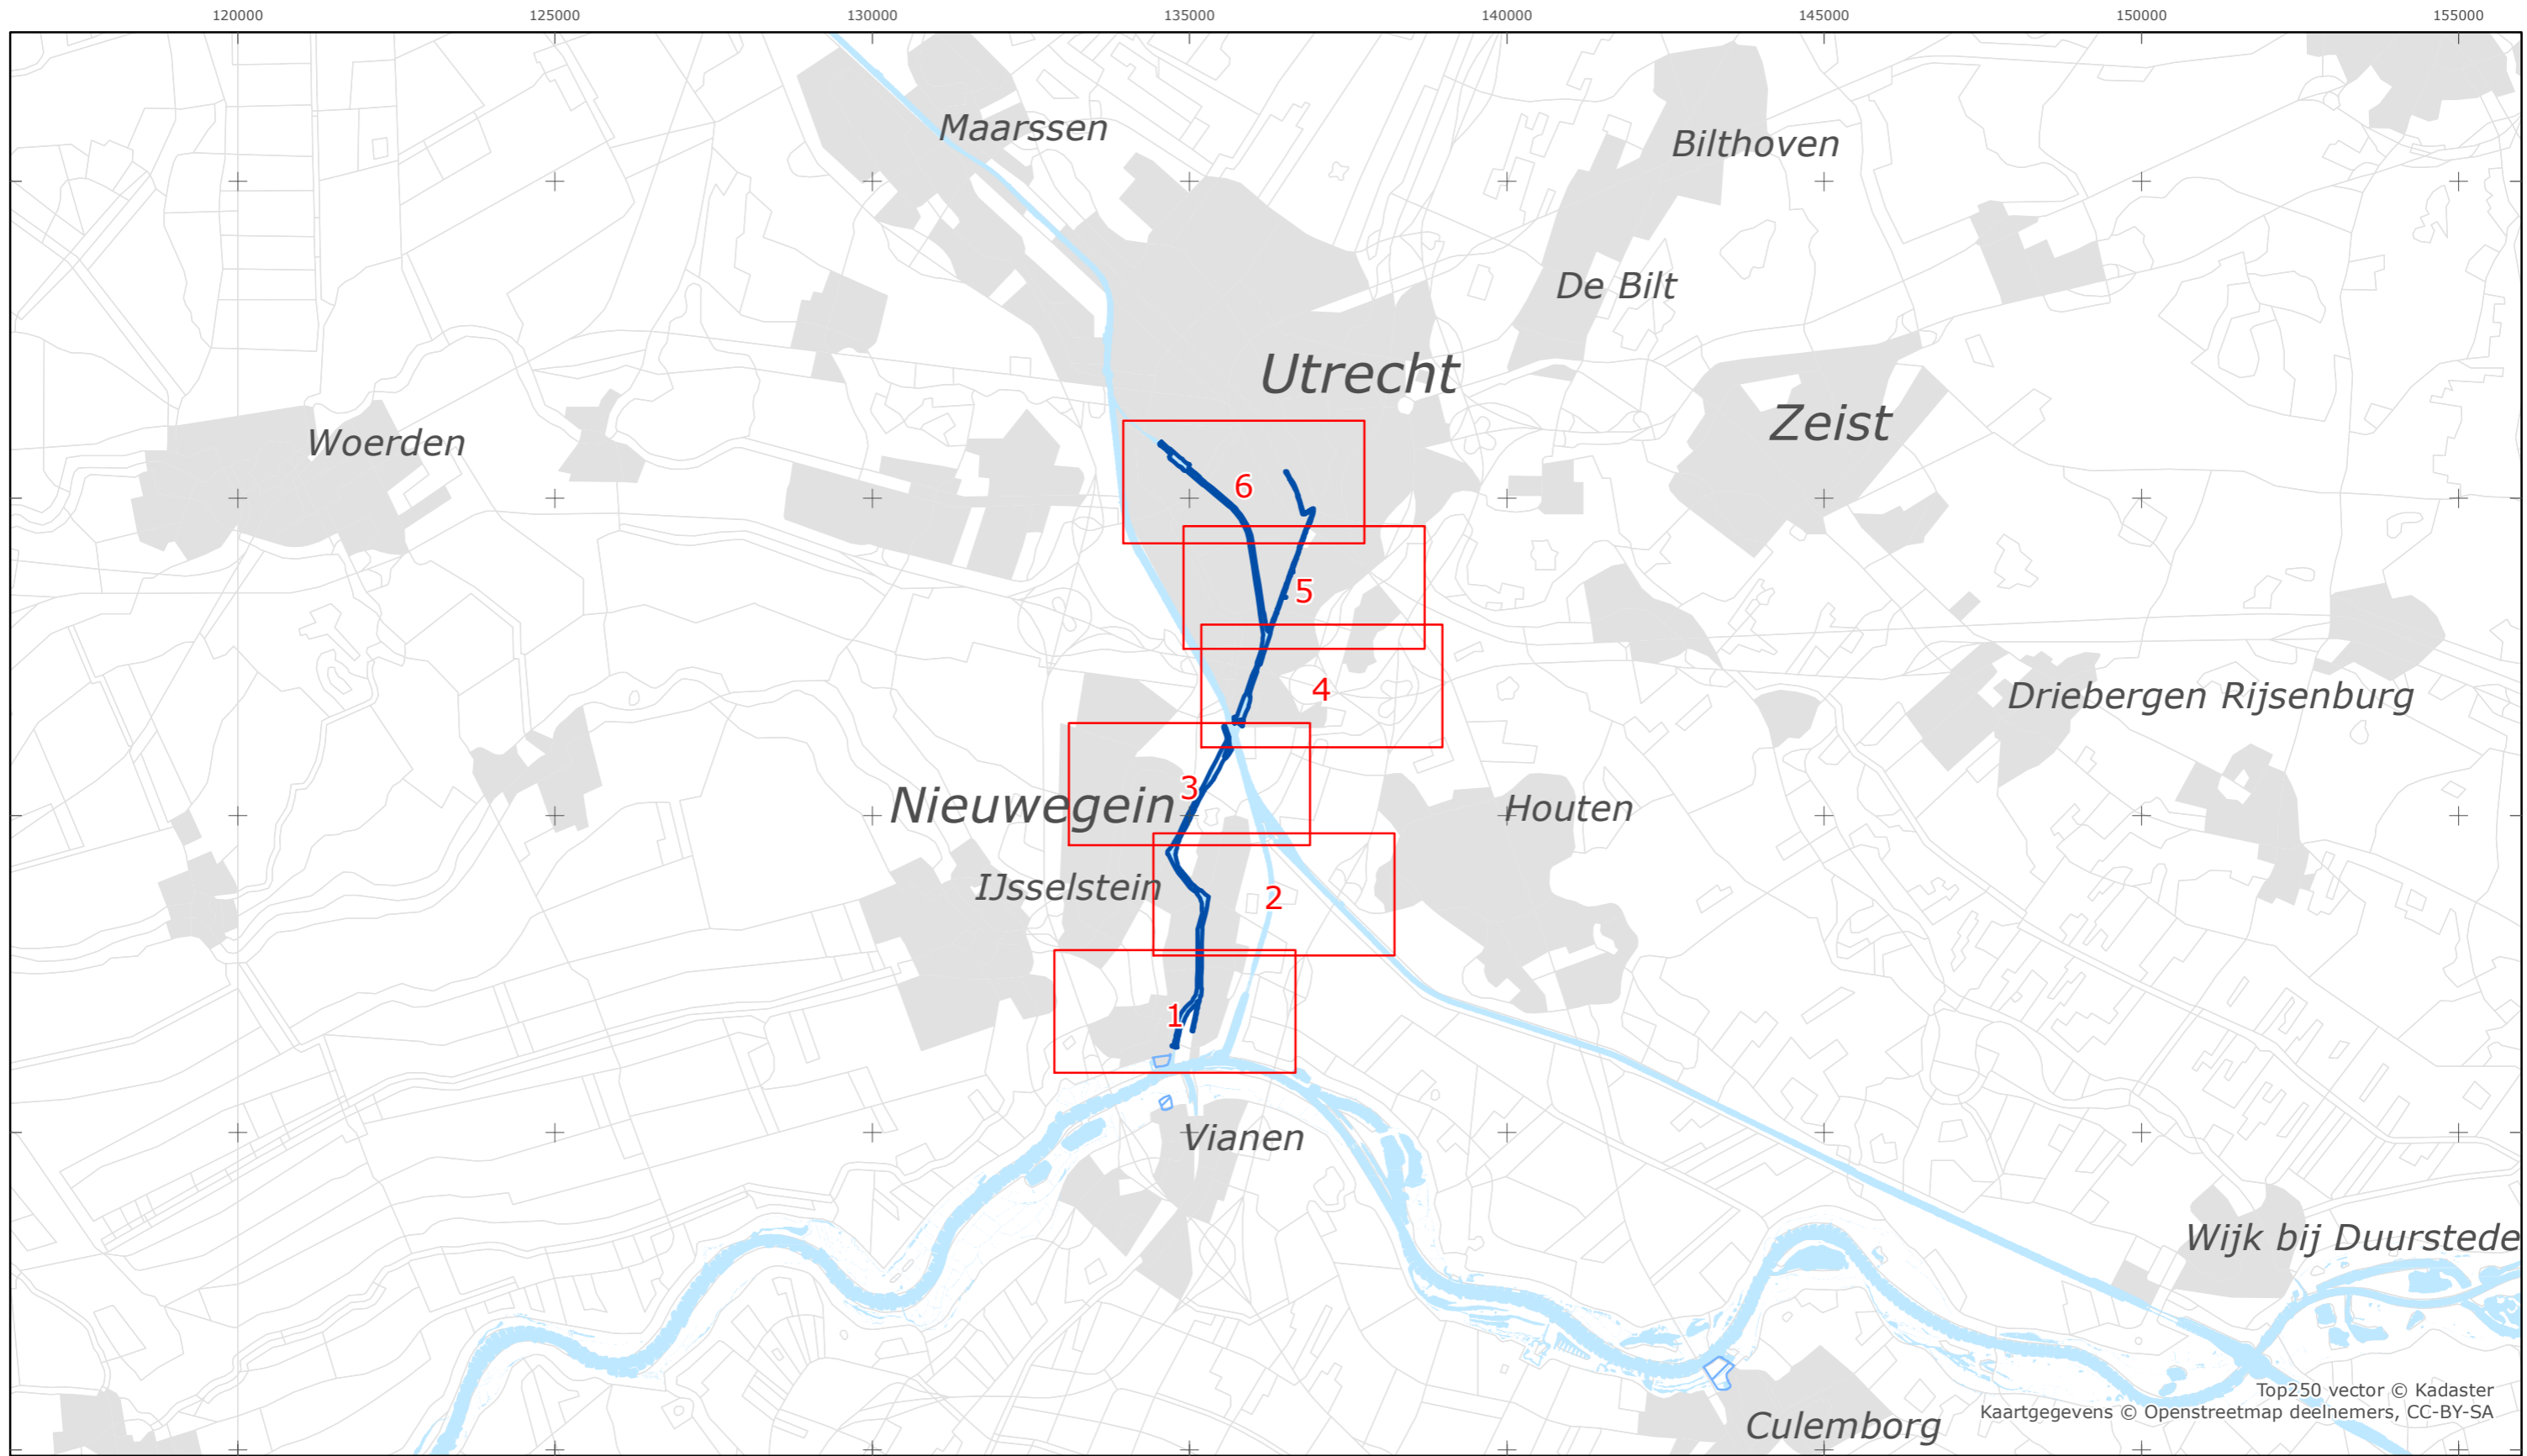 120000 125000 130000 135000 140000 145000 150000 155000
Maarssen
Bilthoven
De Bilt
Utrecht
Zeist
Woerden
6
5
4
Driebergen Rijsenburg
3
Nieuwegein
Houten
IJsselstein
2
1
Vianen
Wijk bij Duurstede
Top250 vector © Kadaster
Kaartgegevens © Openstreetmap deelnemers, CC-BY-SA
Culemborg